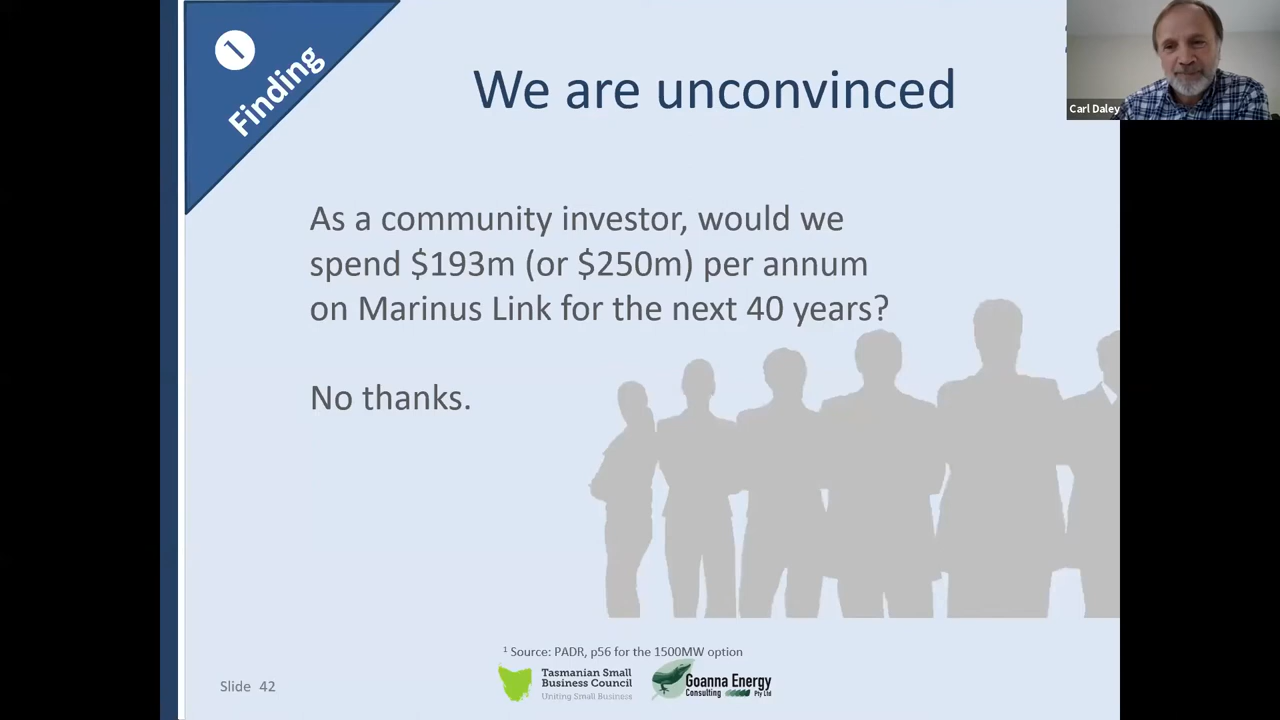 1
Finding
We are unconvinced
Carl Daley
As a community investor, would we
spend $193m (or $250m) per annum
on Marinus Link for the next 40 years?
No thanks.
1 Source: PADR, p56 for the 1500MW option
Slide 42
Tasmanian Small
Business Council
Uniting Small Business
Goanna Energy
Consulting Pty Ltd